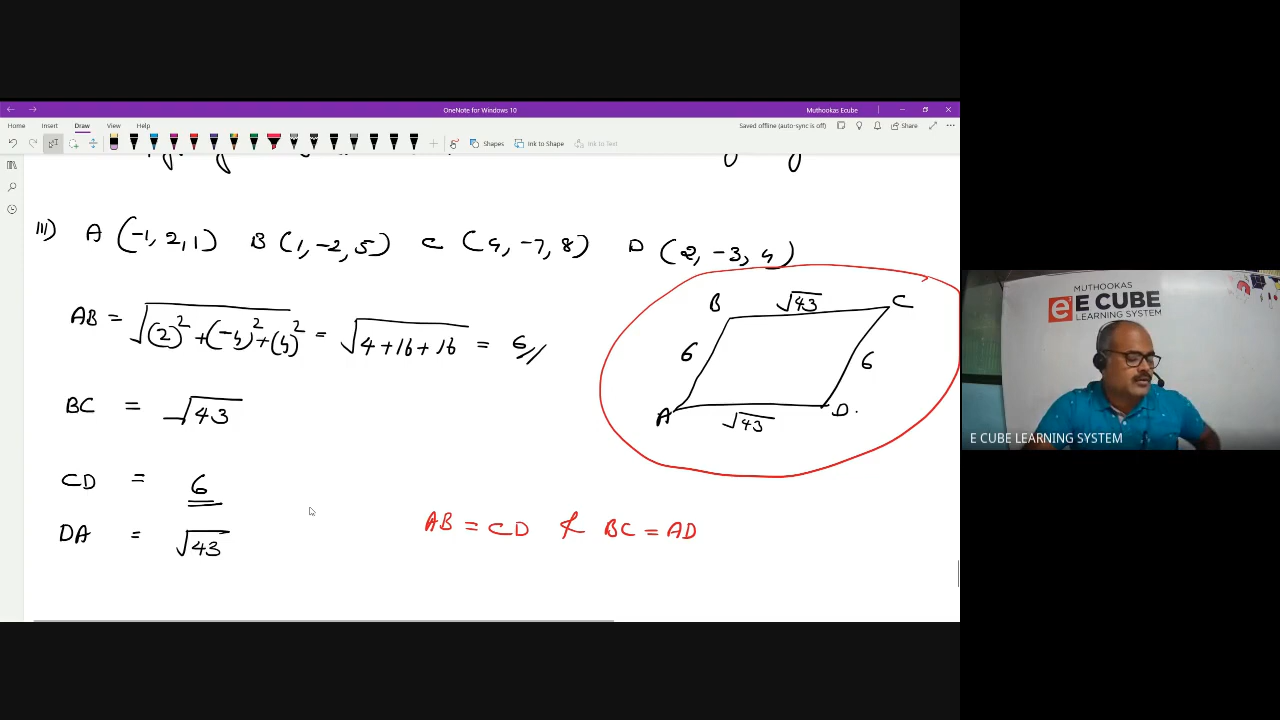 OneNote for Windows 10
Muthookas Ecube
Home Insert Draw View Help
Saved offline (auto-sync is off) Share
Shapes Ink to Shape Ink to Text
III) A (-1, 2, 1) B (1, -2, 5) C (4, -7, 8) D (2, -3, 4)
AB = √(2)² + (-4)² + (4)² = √4 + 16 + 16 = 6//
B √43 C
6 6
A √43 D.
BC = √43
CD = 6
DA = √43
AB = CD & BC = AD
MUTHOOKAS
e E CUBE
LEARNING SYSTEM
E CUBE LEARNING SYSTEM